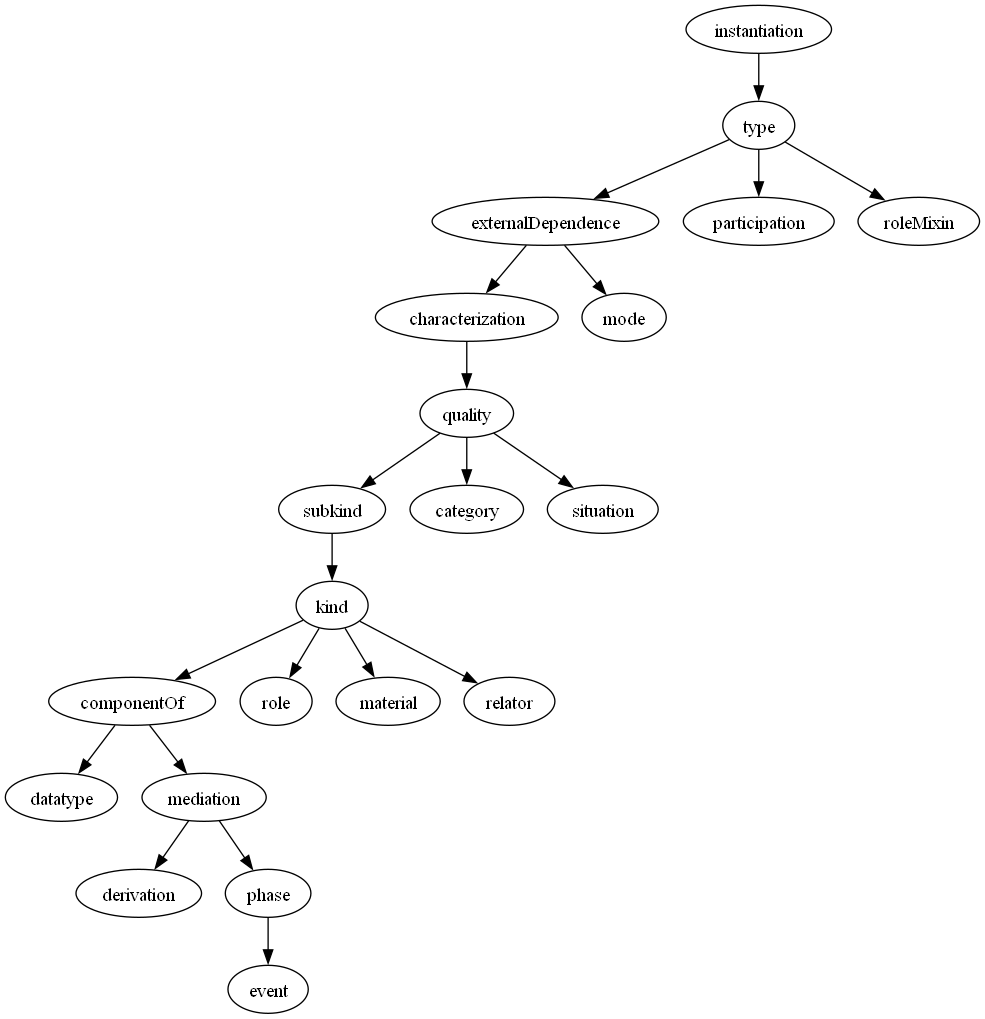 instantiation
type
externalDependence
participation
roleMixin
characterization
mode
quality
subkind
category
situation
kind
componentOf
role
material
relator
datatype
mediation
derivation
phase
event